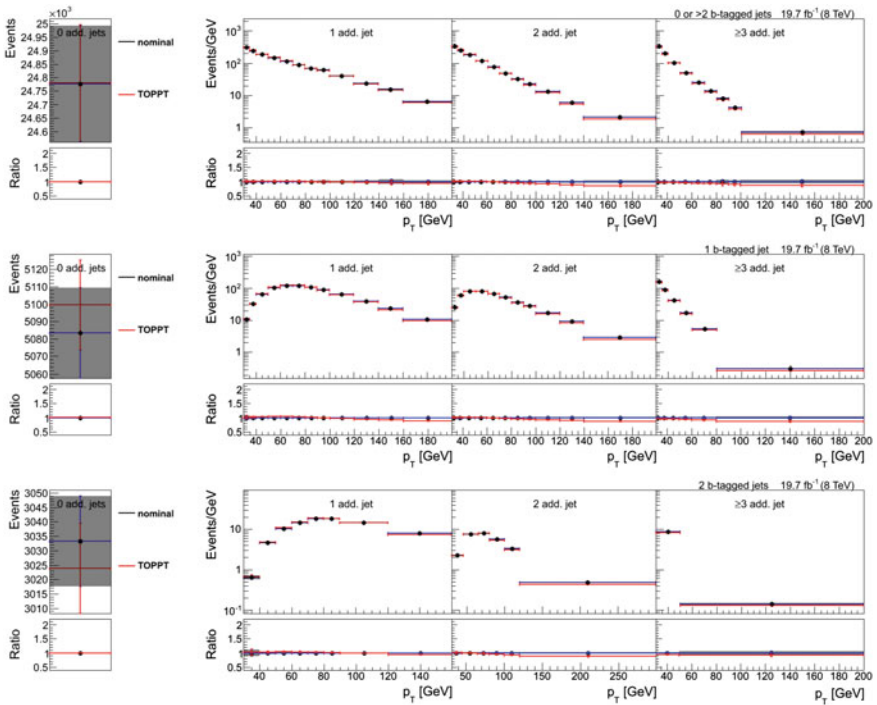 0 or >2 b-tagged jets 19.7 fb⁻¹ (8 TeV)
×10³
Events
25
24.95
24.9
24.85
24.8
24.75
24.7
24.65
24.6
0 add. jets
nominal
TOPPT
Events/GeV
10³
10²
10
1
1 add. jet
2 add. jet
≥3 add. jet
Ratio
2
1.5
1
0.5
Ratio
2
1.5
1
0.5
40 60 80 100 120 140 160 180
40 60 80 100 120 140 160 180
40 60 80 100 120 140 160 180 200
p_T [GeV]
p_T [GeV]
p_T [GeV]
1 b-tagged jet 19.7 fb⁻¹ (8 TeV)
Events
5120
5110
5100
5090
5080
5070
5060
0 add. jets
nominal
TOPPT
Events/GeV
10³
10²
10
1
1 add. jet
2 add. jet
≥3 add. jet
Ratio
2
1.5
1
0.5
Ratio
2
1.5
1
0.5
40 60 80 100 120 140 160 180
40 60 80 100 120 140 160 180
40 60 80 100 120 140 160 180 200
p_T [GeV]
p_T [GeV]
p_T [GeV]
2 b-tagged jets 19.7 fb⁻¹ (8 TeV)
Events
3050
3045
3040
3035
3030
3025
3020
3015
3010
0 add. jets
nominal
TOPPT
Events/GeV
10
1
10⁻¹
1 add. jet
2 add. jet
≥3 add. jet
Ratio
2
1.5
1
0.5
Ratio
2
1.5
1
0.5
40 60 80 100 120 140
50 100 150 200 250
40 60 80 100 120 140 160 180 200
p_T [GeV]
p_T [GeV]
p_T [GeV]